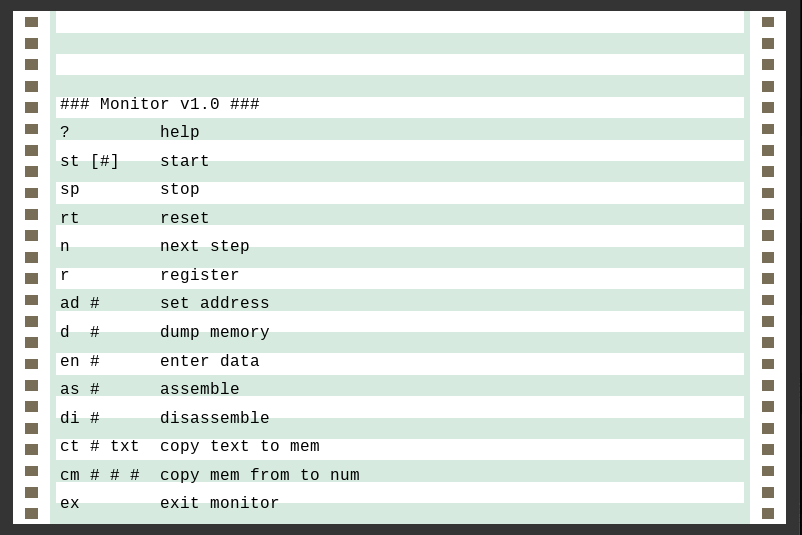 ### Monitor v1.0 ###
?         help
st [#]    start
sp        stop
rt        reset
n         next step
r         register
ad #      set address
d  #      dump memory
en #      enter data
as #      assemble
di #      disassemble
ct # txt  copy text to mem
cm # # #  copy mem from to num
ex        exit monitor